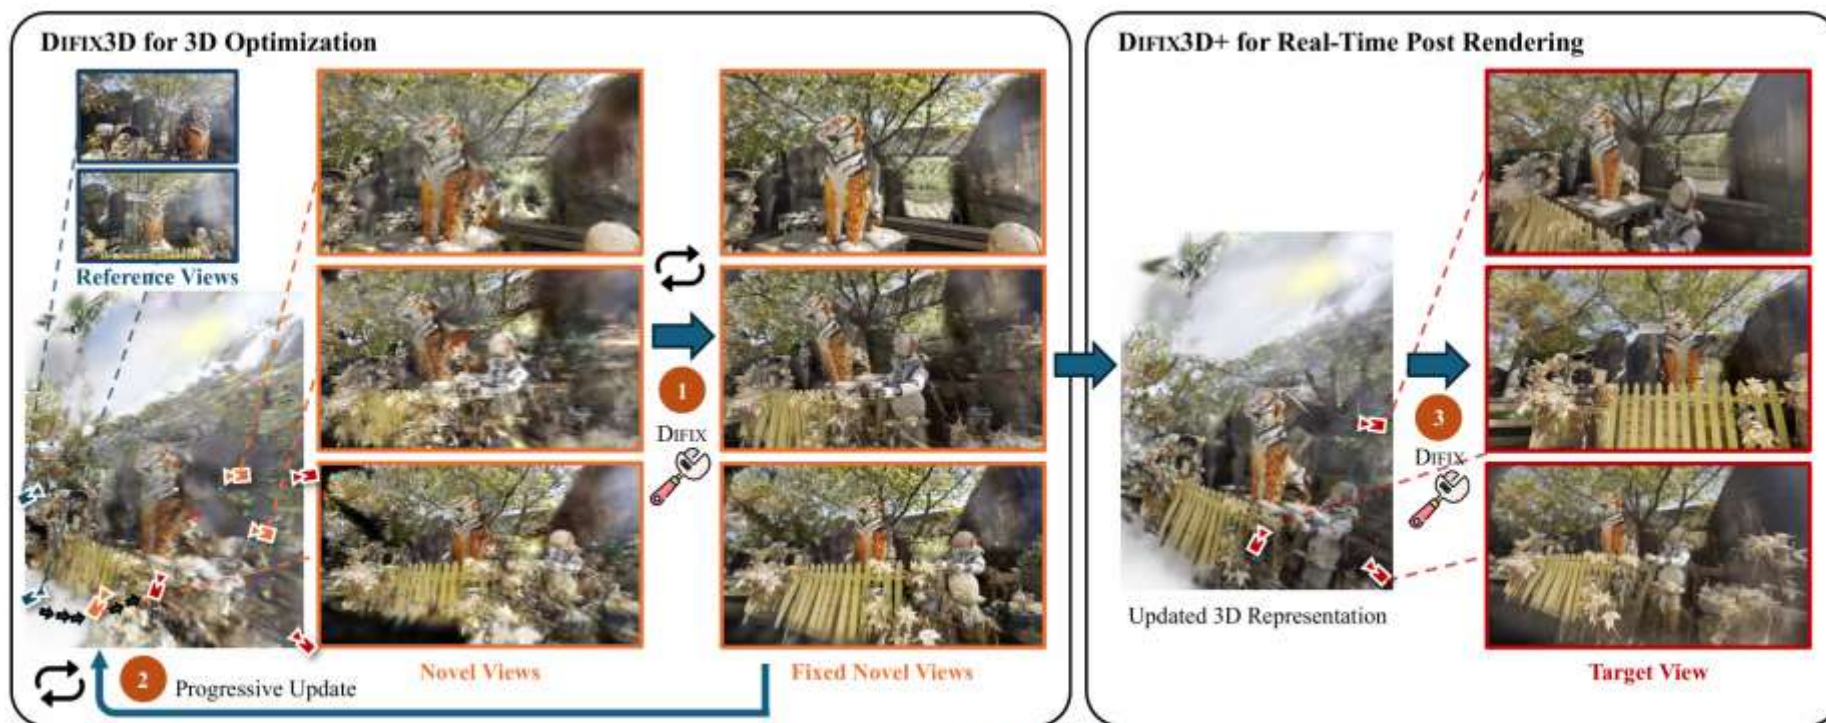 DIFIX3D for 3D Optimization
Reference Views
1
DIFIX
2
Progressive Update
Novel Views
Fixed Novel Views
DIFIX3D+ for Real-Time Post Rendering
Updated 3D Representation
3
DIFIX
Target View